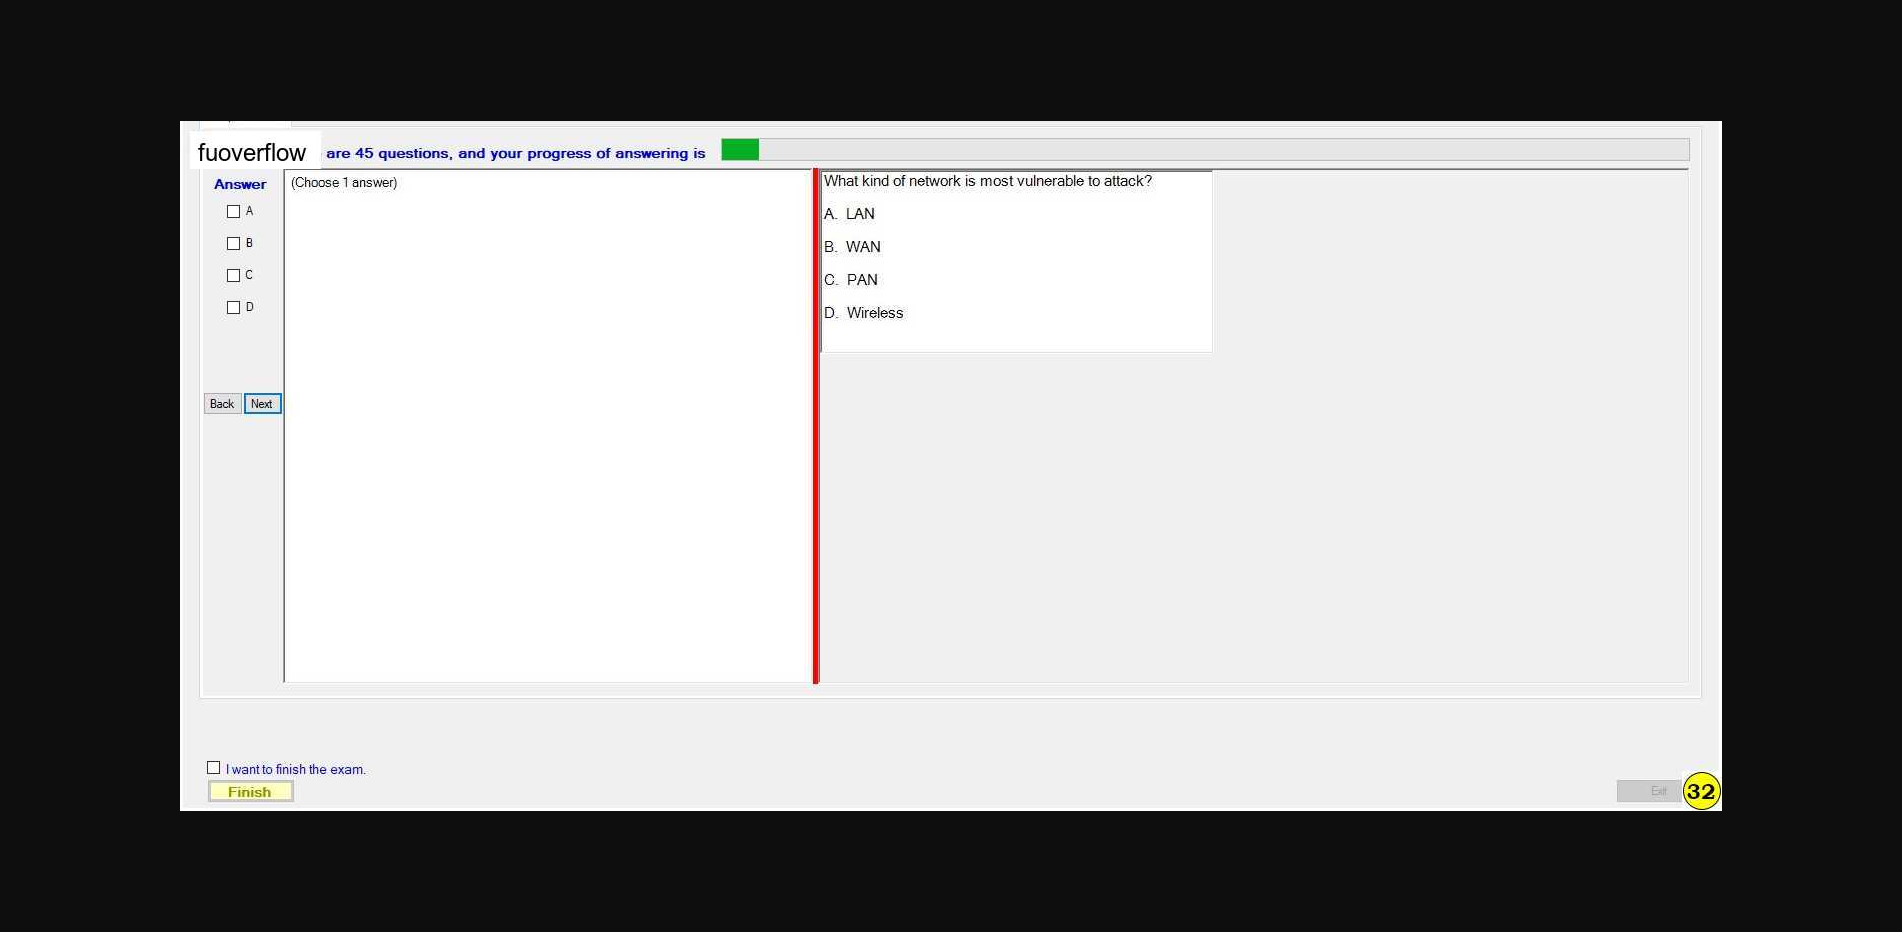 fuoverflow are 45 questions, and your progress of answering is
Answer
(Choose 1 answer)
A
B
C
D
Back Next
What kind of network is most vulnerable to attack?
A. LAN
B. WAN
C. PAN
D. Wireless
I want to finish the exam.
Finish
Exit
32